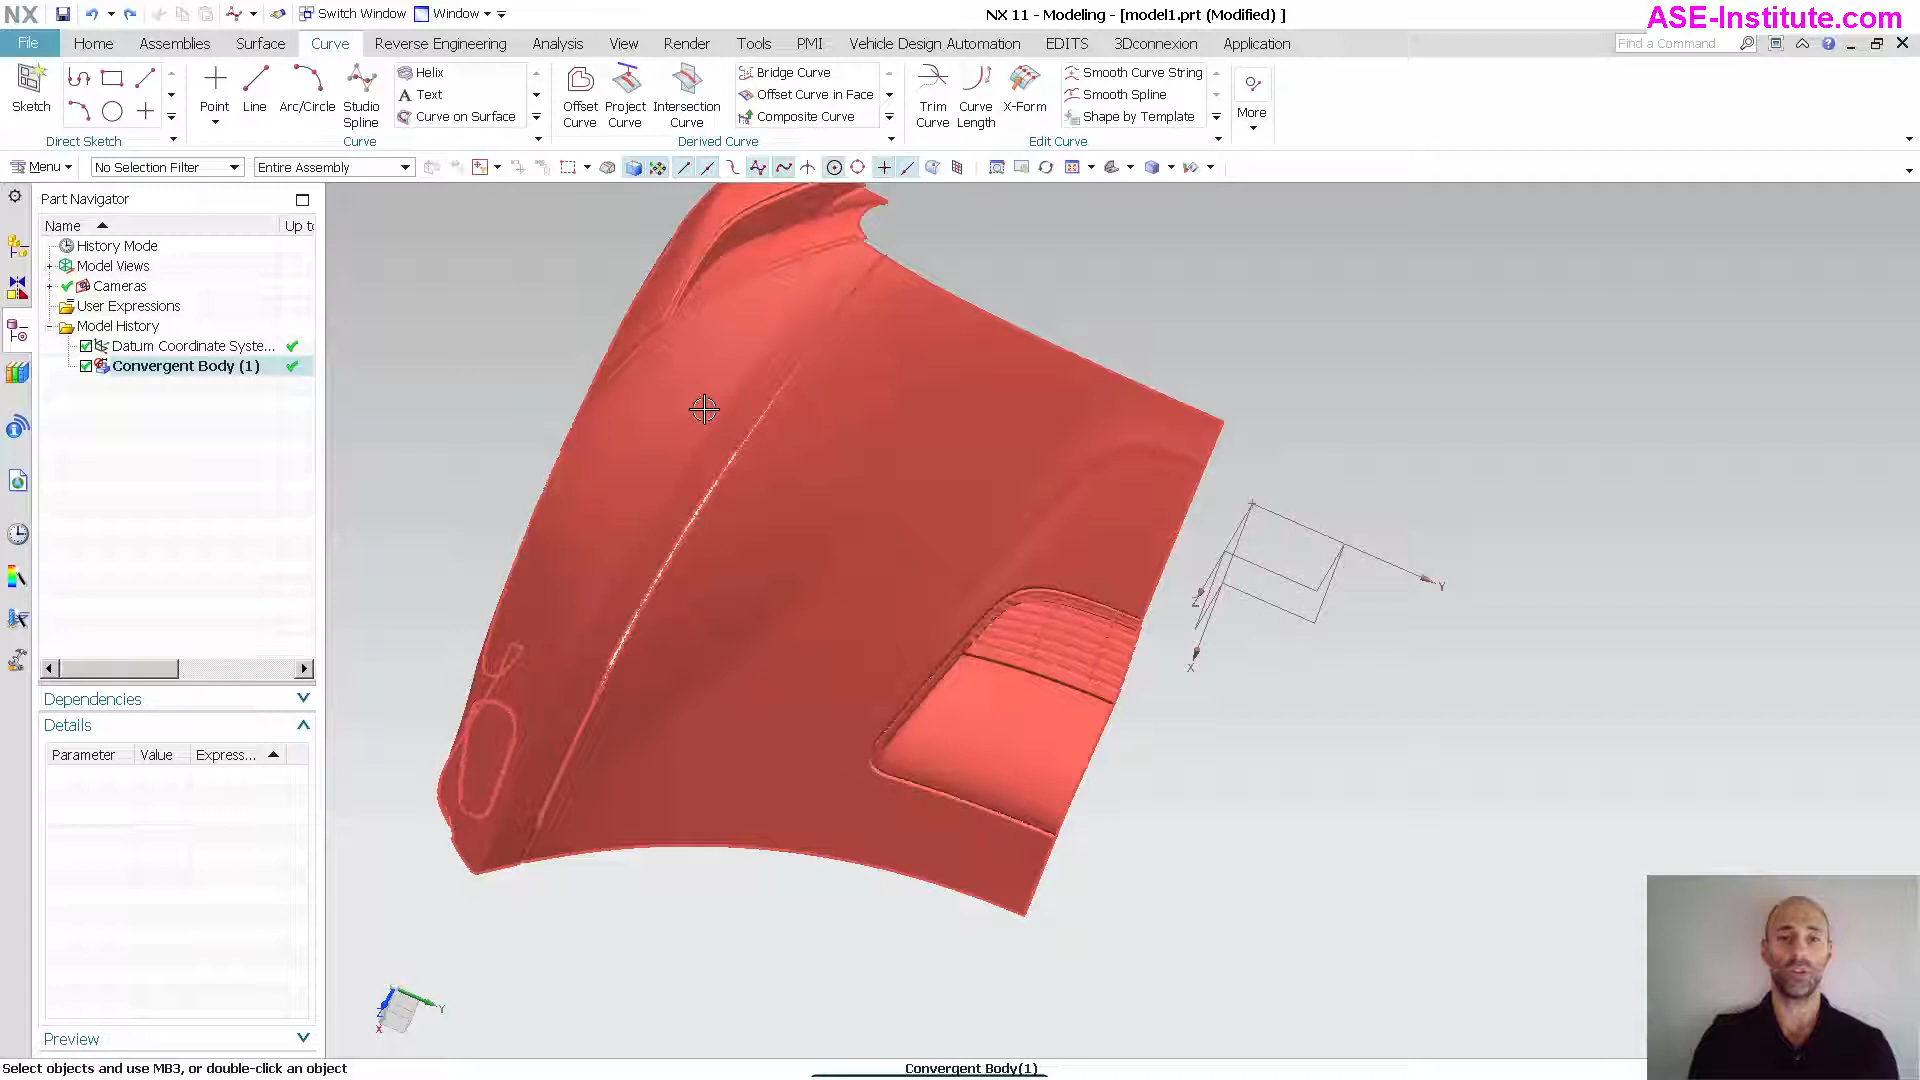 NX
Switch Window
Window
NX 11 - Modeling - [model1.prt (Modified) ]
ASE-Institute.com
File
Home
Assemblies
Surface
Curve
Reverse Engineering
Analysis
View
Render
Tools
PMI
Vehicle Design Automation
EDITS
3Dconnexion
Application
Find a Command
Sketch
Direct Sketch
Point
Line
Arc/Circle
Studio
Spline
Helix
Text
Curve on Surface
Curve
Offset
Curve
Project
Curve
Intersection
Curve
Bridge Curve
Offset Curve in Face
Composite Curve
Derived Curve
Trim
Curve
Curve
Length
X-Form
Smooth Curve String
Smooth Spline
Shape by Template
Edit Curve
More
Menu
No Selection Filter
Entire Assembly
Part Navigator
Name
Up to
History Mode
Model Views
Cameras
User Expressions
Model History
Datum Coordinate Syste...
Convergent Body (1)
Dependencies
Details
Parameter
Value
Express...
Preview
Y
Z
X
Y
Z
X
Select objects and use MB3, or double-click an object
Convergent Body(1)